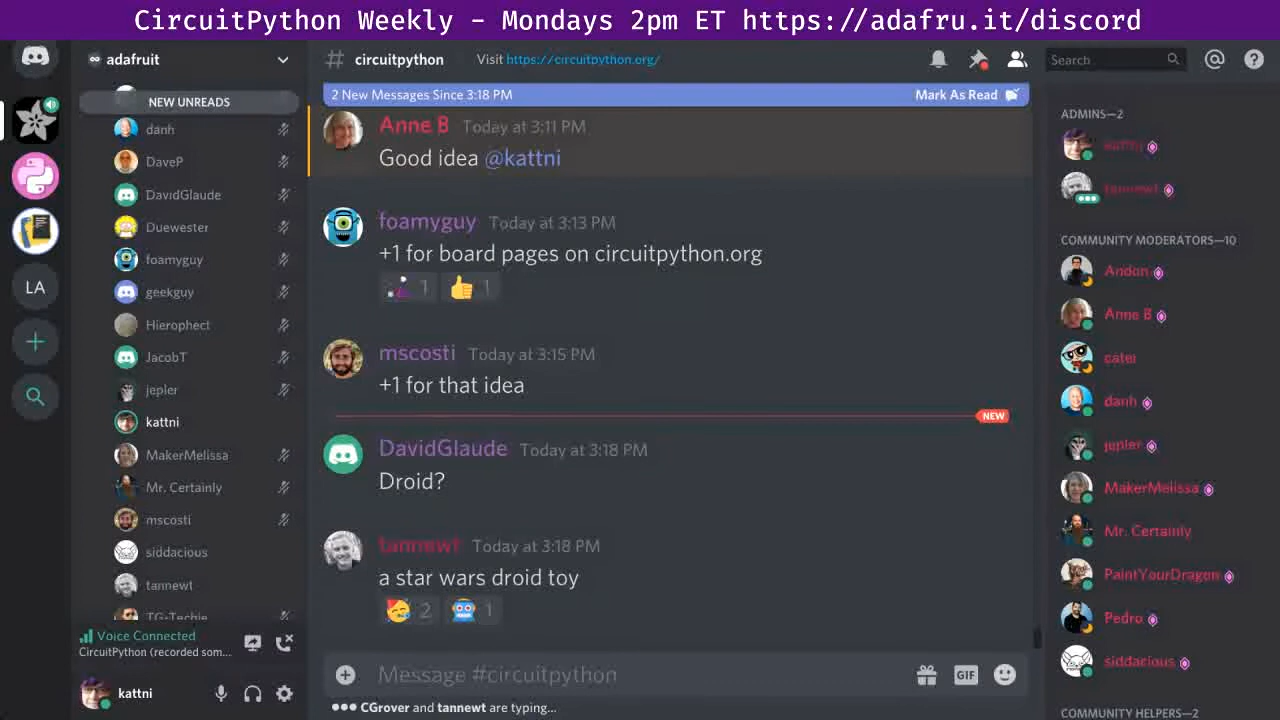 CircuitPython Weekly - Mondays 2pm ET https://adafru.it/discord
adafruit
NEW UNREADS
danh
DaveP
DavidGlaude
Duewester
foamyguy
geekguy
Hierophect
JacobT
jepler
kattni
MakerMelissa
Mr. Certainly
mscosti
siddacious
tannewt
TG-Techie
Voice Connected
CircuitPython (recorded som...
kattni
LA
# circuitpython Visit https://circuitpython.org/
2 New Messages Since 3:18 PM Mark As Read
Anne B Today at 3:11 PM
Good idea @kattni
foamyguy Today at 3:13 PM
+1 for board pages on circuitpython.org
1 1
mscosti Today at 3:15 PM
+1 for that idea
NEW
DavidGlaude Today at 3:18 PM
Droid?
tannewt Today at 3:18 PM
a star wars droid toy
2 1
Message #circuitpython
GIF
CGrover and tannewt are typing...
Search
ADMINS—2
kattni
tannewt
COMMUNITY MODERATORS—10
Andon
Anne B
cater
danh
jepler
MakerMelissa
Mr. Certainly
PaintYourDragon
Pedro
siddacious
COMMUNITY HELPERS—2